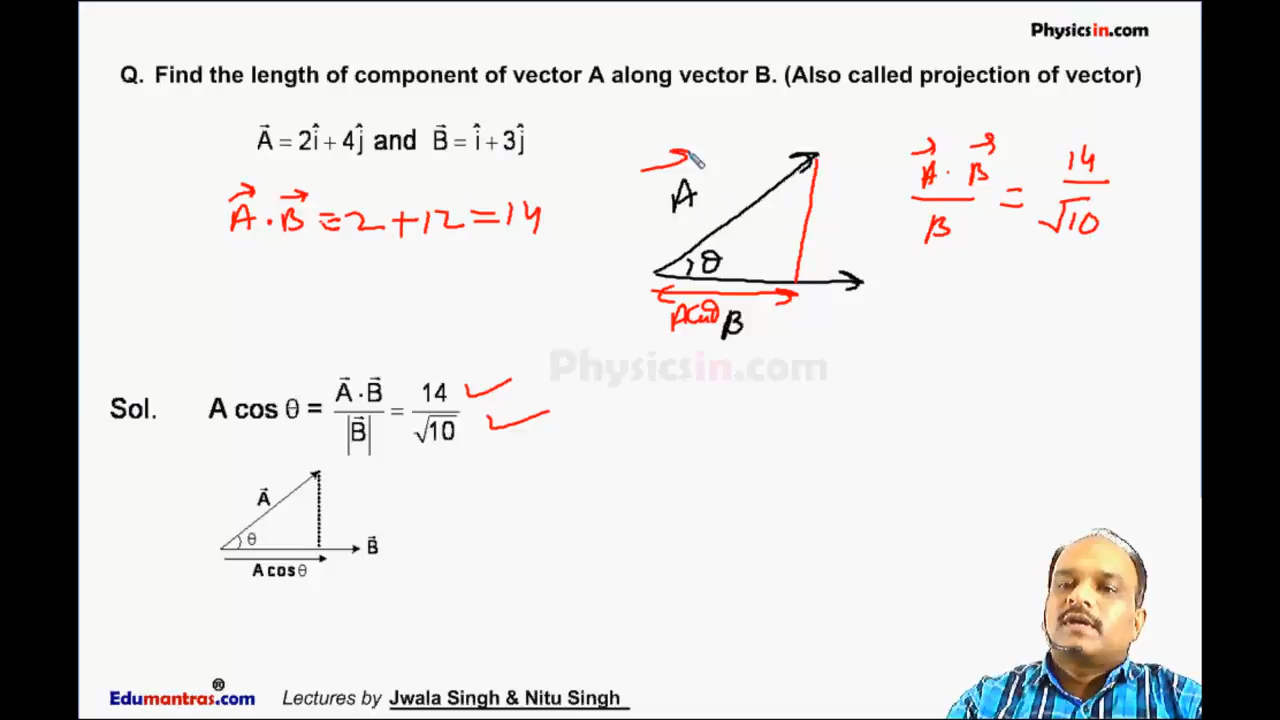 Physicsin.com
Q. Find the length of component of vector A along vector B. (Also called projection of vector)
A⃗ = 2î + 4ĵ and B⃗ = î + 3ĵ
A⃗ · B⃗ = 2 + 12 = 14
A
θ
A cos θ
B
A⃗ · B⃗ / B = 14 / √10
Physicsin.com
Sol. A cos θ = A⃗ · B⃗ / |B⃗| = 14 / √10
A⃗
θ
B⃗
A cos θ
Edumantras.com ® Lectures by Jwala Singh & Nitu Singh